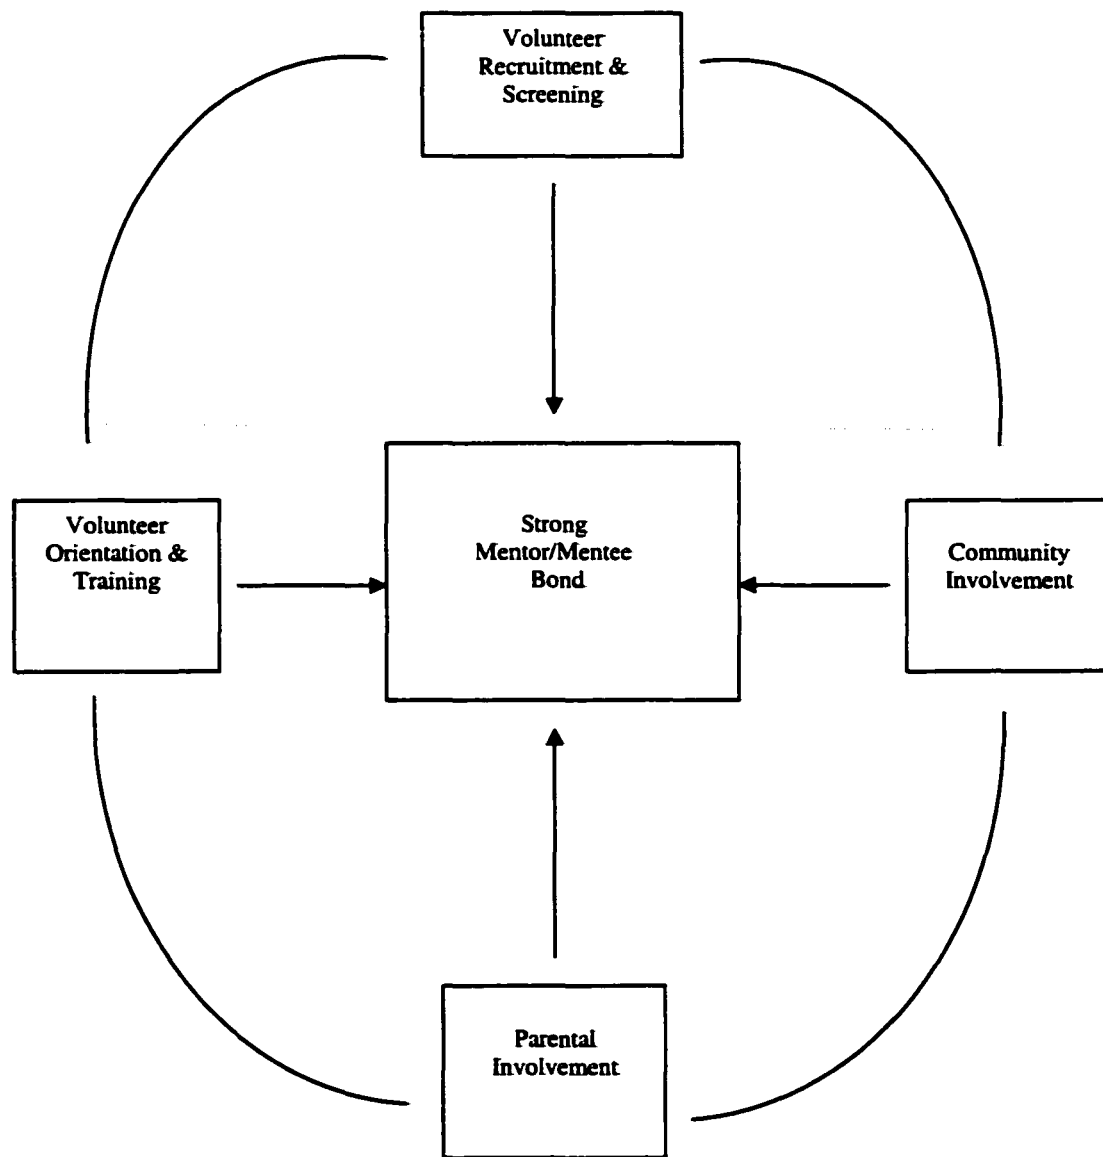 Volunteer
Recruitment &
Screening
Volunteer
Orientation &
Training
Strong
Mentor/Mentee
Bond
Community
Involvement
Parental
Involvement